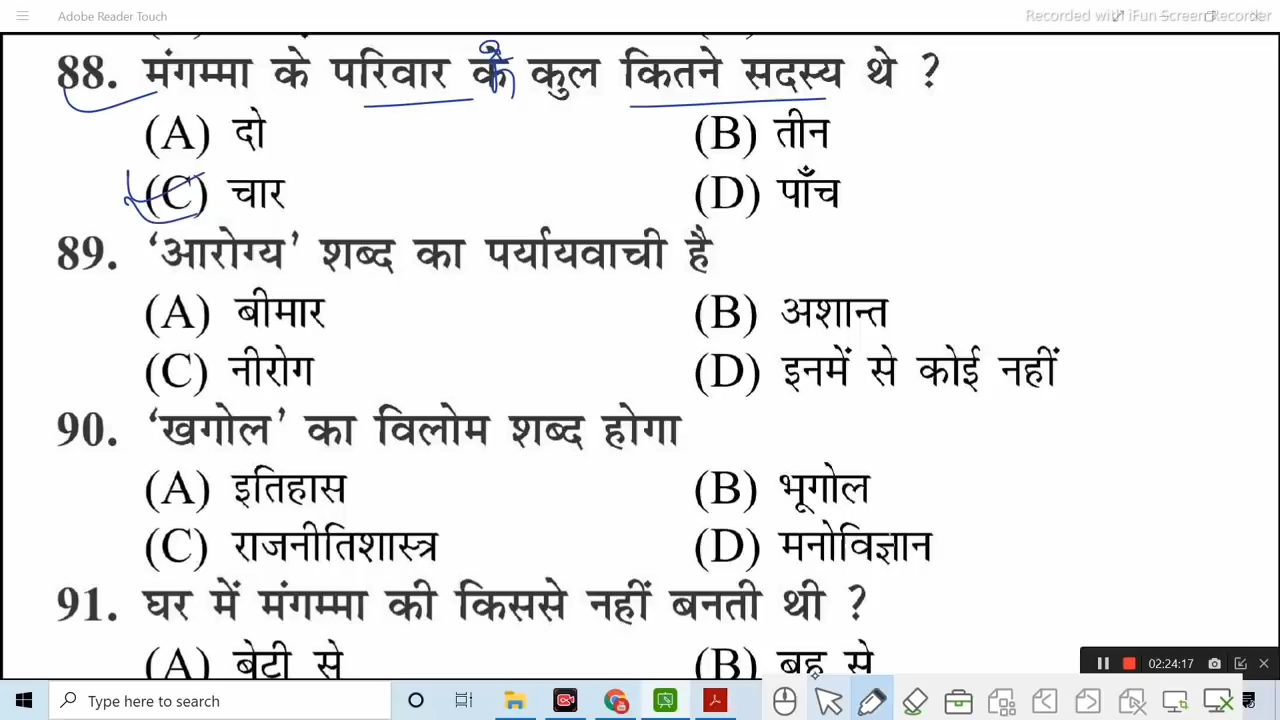 Adobe Reader Touch
Recorded with iFun Screen Recorder
88. मंगम्मा के परिवार के कुल कितने सदस्य थे ?
(A) दो (B) तीन
(C) चार (D) पाँच
89. ‘आरोग्य’ शब्द का पर्यायवाची है
(A) बीमार (B) अशान्त
(C) नीरोग (D) इनमें से कोई नहीं
90. ‘खगोल’ का विलोम शब्द होगा
(A) इतिहास (B) भूगोल
(C) राजनीतिशास्त्र (D) मनोविज्ञान
91. घर में मंगम्मा की किससे नहीं बनती थी ?
(A) बेटी से (B) बहू से
02:24:17
Type here to search